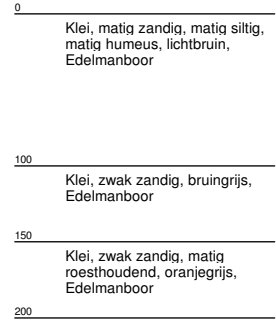 0
Klei, matig zandig, matig siltig,
matig humeus, lichtbruin,
Edelmanboor
100
Klei, zwak zandig, bruingrijs,
Edelmanboor
150
Klei, zwak zandig, matig
roesthoudend, oranjegrijs,
Edelmanboor
200